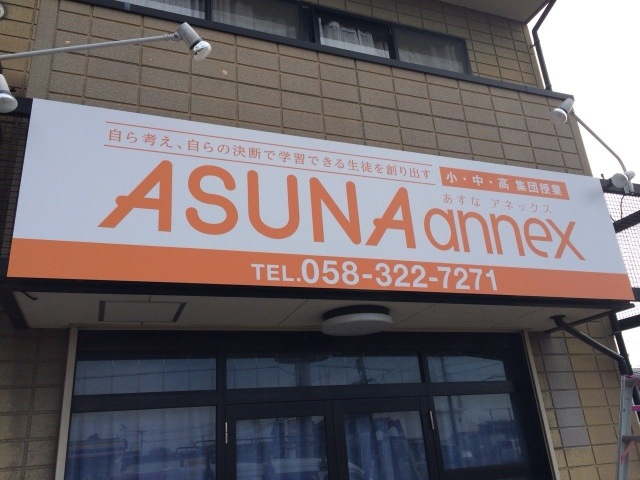 自ら考え、自らの決断で学習できる生徒を創り出す
小・中・高 集団授業
あすな アネックス
ASUNA annex
TEL.058-322-7271